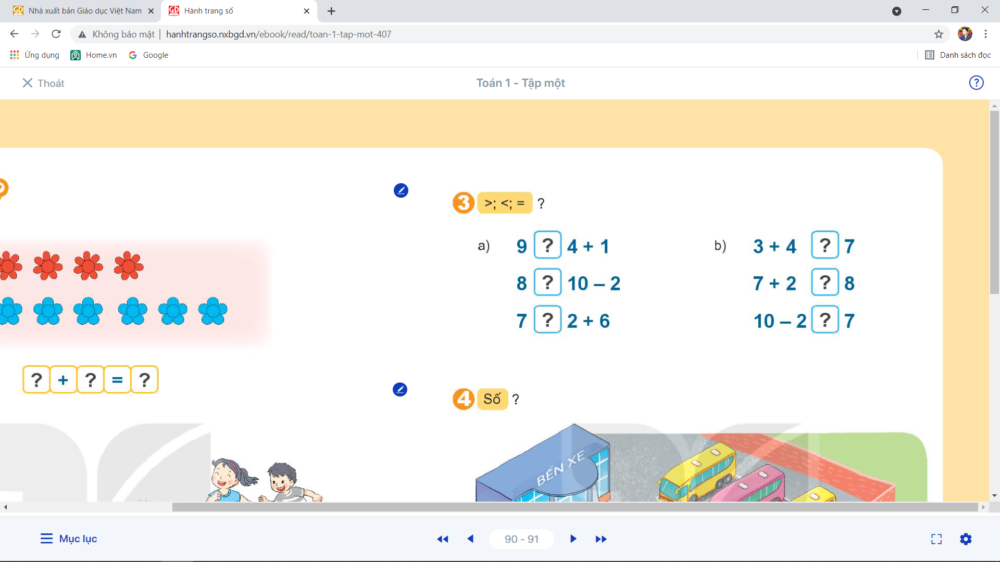 Nhà xuất bản Giáo dục Việt Nam
Hành trang số
Không bảo mật | hanhtrangso.nxbgd.vn/ebook/read/toan-1-tap-mot-407
Ứng dụng Home.vn Google Danh sách đọc
Thoát Toán 1 - Tập một ?
3 >; <; = ?
a) 9 ? 4 + 1
8 ? 10 – 2
7 ? 2 + 6
b) 3 + 4 ? 7
7 + 2 ? 8
10 – 2 ? 7
? + ? = ?
4 Số ?
BẾN XE
Mục lục 90 - 91